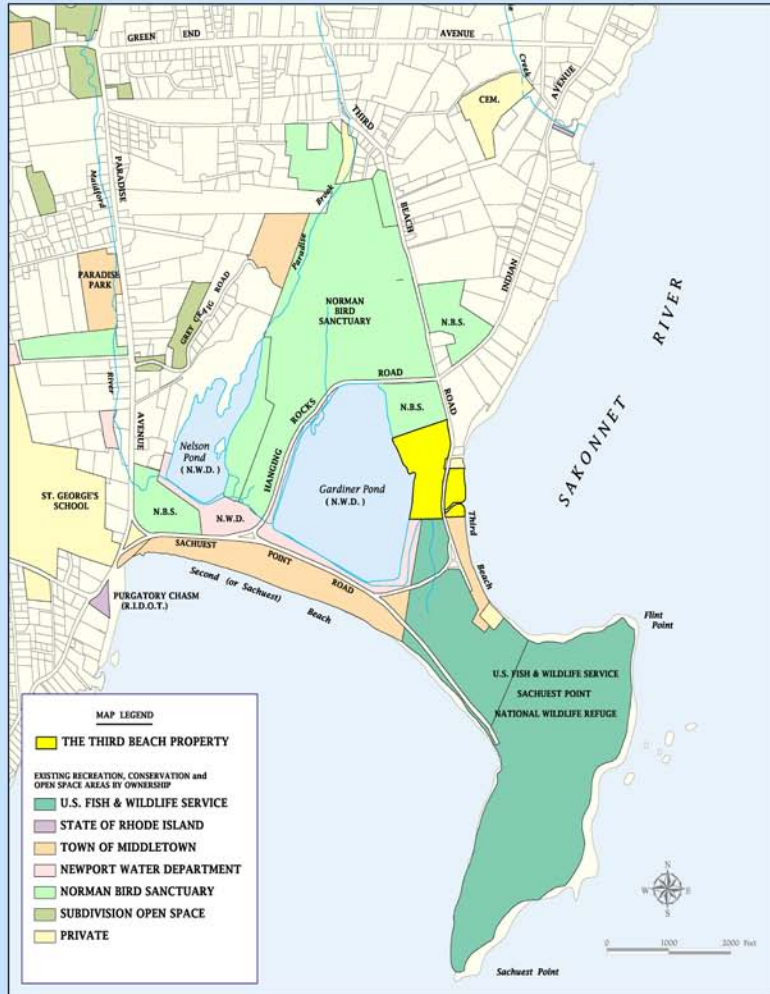 GREEN END AVENUE
Creek
AVENUE
CEM.
THIRD
BEACH
ROAD
INDIAN
Maidford
River
PARADISE
AVENUE
Paradise
Brook
PARADISE
PARK
GREY CRAIG ROAD
NORMAN
BIRD
SANCTUARY
N.B.S.
HANGING ROCKS ROAD
N.B.S.
SAKONNET RIVER
Nelson
Pond
(N.W.D.)
Gardiner Pond
(N.W.D.)
ST. GEORGE'S
SCHOOL
N.B.S.
N.W.D.
SACHUEST POINT ROAD
Third
Beach
Second (or Sachuest) Beach
PURGATORY CHASM
(R.I.D.O.T.)
Flint
Point
U.S. FISH & WILDLIFE SERVICE
SACHUEST POINT
NATIONAL WILDLIFE REFUGE
MAP LEGEND
THE THIRD BEACH PROPERTY
EXISTING RECREATION, CONSERVATION and
OPEN SPACE AREAS BY OWNERSHIP
U.S. FISH & WILDLIFE SERVICE
STATE OF RHODE ISLAND
TOWN OF MIDDLETOWN
NEWPORT WATER DEPARTMENT
NORMAN BIRD SANCTUARY
SUBDIVISION OPEN SPACE
PRIVATE
N
W E
S
0 1000 2000 Feet
Sachuest Point